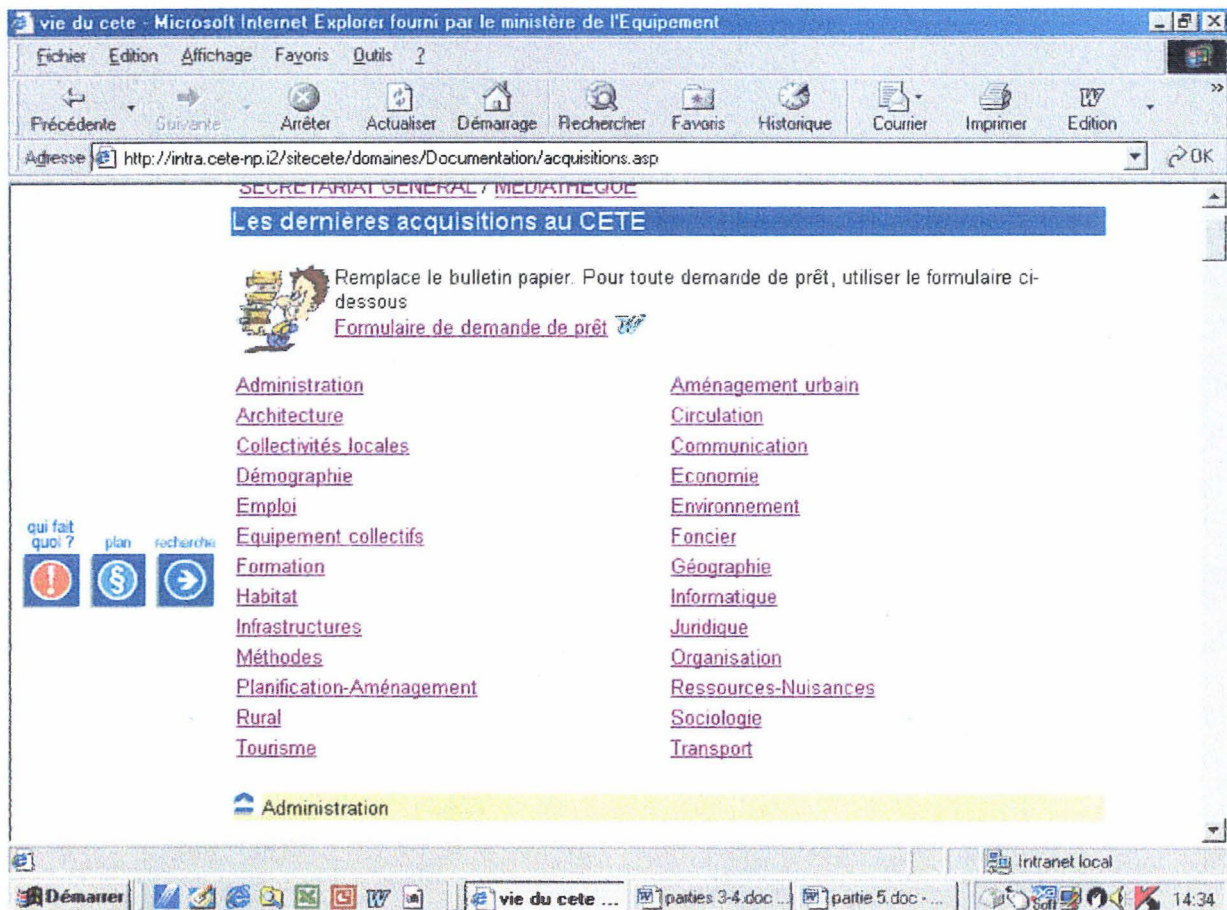 vie du cete - Microsoft Internet Explorer fourni par le ministère de l'Equipement
Fichier Edition Affichage Favoris Outils ?
Précédente Suivante Arrêter Actualiser Démarrage Rechercher Favoris Historique Courrier Imprimer Edition
Adresse http://intra.cete-np.i2/sitecete/domaines/Documentation/acquisitions.asp OK
SECRETARIAT GENERAL / MEDIATHEQUE
Les dernières acquisitions au CETE
Remplace le bulletin papier. Pour toute demande de prêt, utiliser le formulaire ci-
dessous
Formulaire de demande de prêt
Administration Aménagement urbain
Architecture Circulation
Collectivités locales Communication
Démographie Economie
Emploi Environnement
qui fait
quoi ? plan recherche
Equipement collectifs Foncier
Formation Géographie
Habitat Informatique
Infrastructures Juridique
Méthodes Organisation
Planification-Aménagement Ressources-Nuisances
Rural Sociologie
Tourisme Transport
Administration
Intranet local
Démarrer vie du cete ... parties 3-4.doc ... partie 5.doc - ... 14:34